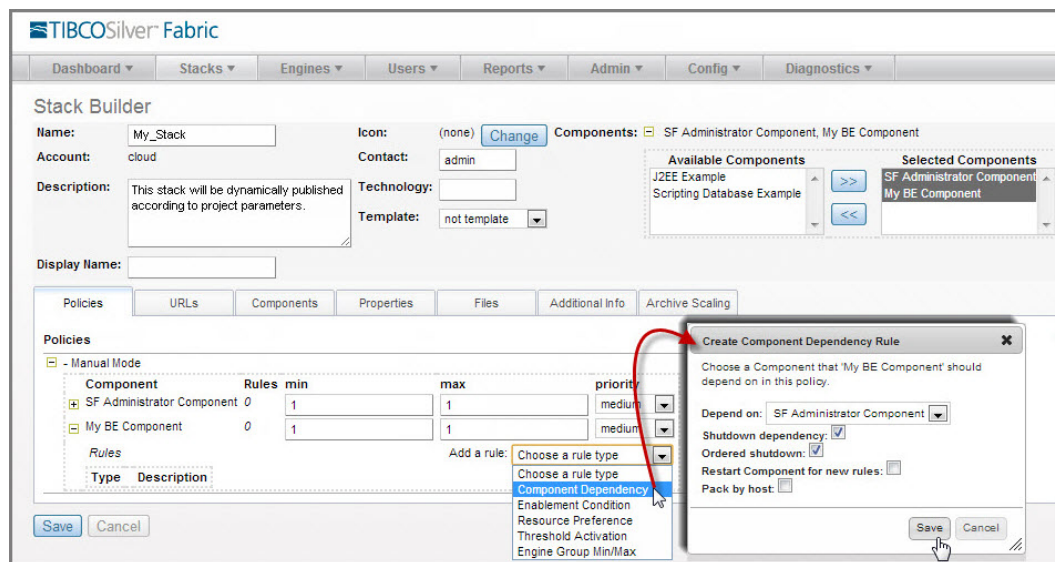 TIBCOSilver™ Fabric
Dashboard Stacks Engines Users Reports Admin Config Diagnostics
Stack Builder
Name: My_Stack Icon: (none) Change Components: SF Administrator Component, My BE Component
Account: cloud Contact: admin Available Components Selected Components
J2EE Example >> SF Administrator Component
Description: This stack will be dynamically published Technology: Scripting Database Example My BE Component
according to project parameters. <<
Template: not template
Display Name:
Policies URLs Components Properties Files Additional Info Archive Scaling
Policies
- Manual Mode
Component Rules min max priority
SF Administrator Component 0 1 1 medium
My BE Component 0 1 1 medium
Rules Add a rule: Choose a rule type
Type Description Choose a rule type
Component Dependency
Enablement Condition
Resource Preference
Threshold Activation
Engine Group Min/Max
Save Cancel
Create Component Dependency Rule
Choose a Component that 'My BE Component' should
depend on in this policy.
Depend on: SF Administrator Component
Shutdown dependency:
Ordered shutdown:
Restart Component for new rules:
Pack by host:
Save Cancel